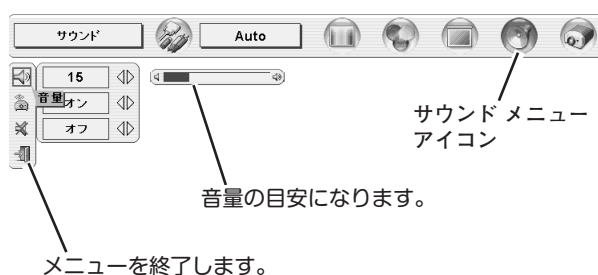 サウンド
Auto
15
音量
オン
オフ
サウンド メニュー
アイコン
音量の目安になります。
メニューを終了します。